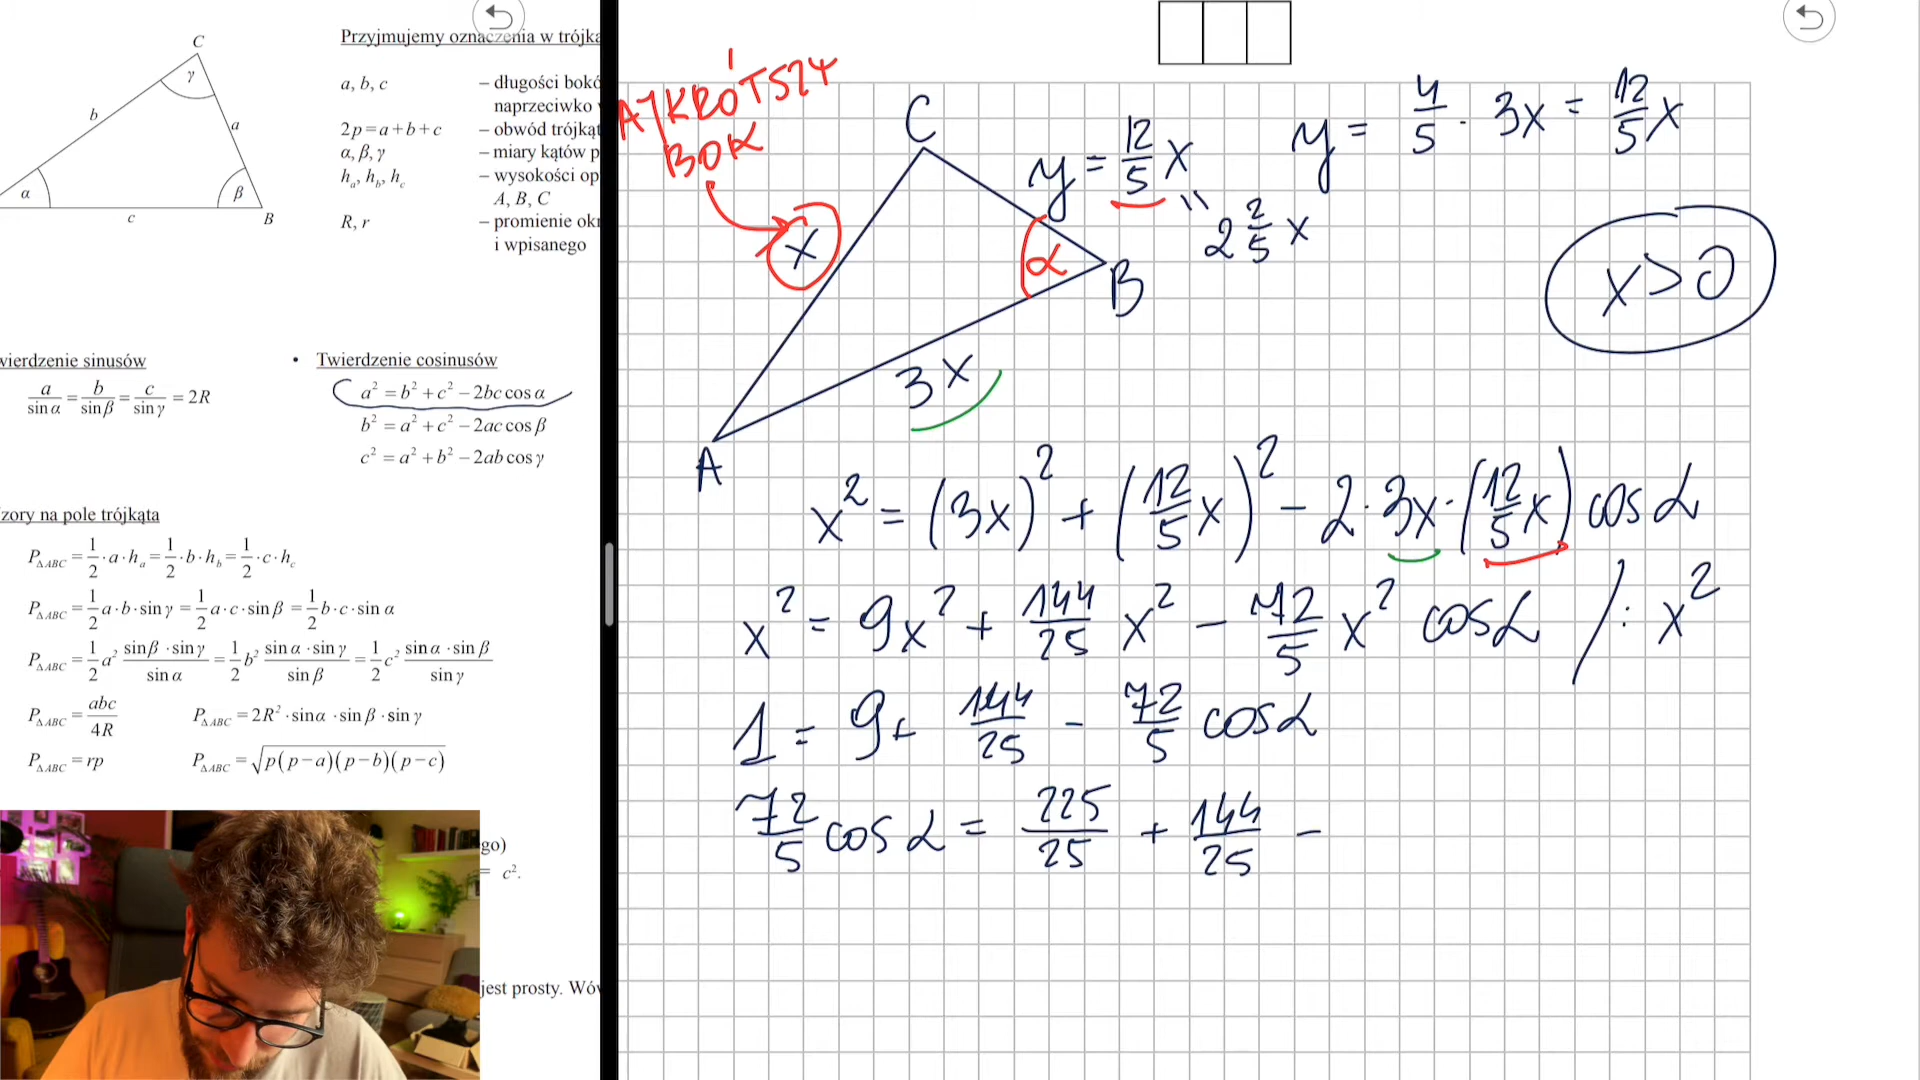 Przyjmujemy oznaczenia w trójką
C
γ
b
a
α
β
c
B
a, b, c – długości bokó
naprzeciwko
2p = a + b + c – obwód trójkąt
α, β, γ – miary kątów p
hₐ, h_b, h_c – wysokości op
A, B, C
R, r – promienie okr
i wpisanego
wierdzenie sinusów
a/sin α = b/sin β = c/sin γ = 2R
• Twierdzenie cosinusów
a² = b² + c² − 2bc cos α
b² = a² + c² − 2ac cos β
c² = a² + b² − 2ab cos γ
zory na pole trójkąta
P_ΔABC = 1/2 · a · hₐ = 1/2 · b · h_b = 1/2 · c · h_c
P_ΔABC = 1/2 a · b · sin γ = 1/2 a · c · sin β = 1/2 b · c · sin α
P_ΔABC = 1/2 a² (sin β · sin γ)/(sin α) = 1/2 b² (sin α · sin γ)/(sin β) = 1/2 c² (sin α · sin β)/(sin γ)
P_ΔABC = abc/4R P_ΔABC = 2R² · sin α · sin β · sin γ
P_ΔABC = rp P_ΔABC = √(p(p − a)(p − b)(p − c))
go)
= c².
jest prosty. Wów
AJKRÓTSZY
BOK
x
C
y = 12/5 x
"
2 2/5 x
y = 4/5 · 3x = 12/5 x
x > 0
α
B
3x
A
x² = (3x)² + (12/5 x)² − 2 · 3x · (12/5 x) cos α
x² = 9x² + 144/25 x² − 72/5 x² cos α / : x²
1 = 9 + 144/25 − 72/5 cos α
72/5 cos α = 225/25 + 144/25 −